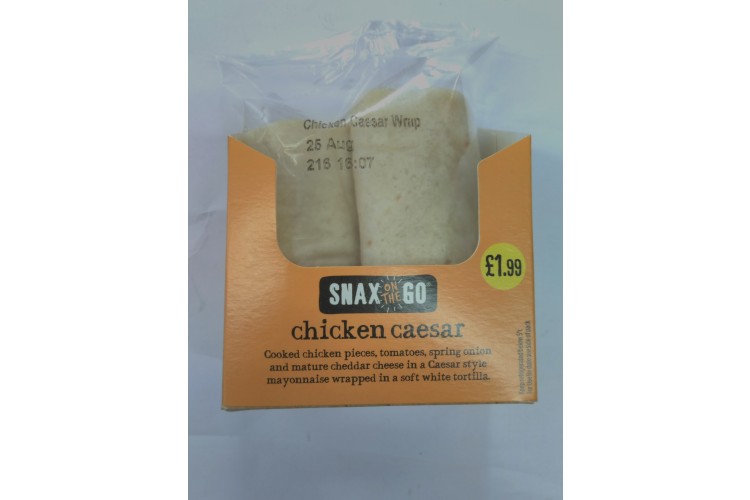 Chicken Caesar Wrap
25 Aug
216 16:07
£1.99
SNAX ON THE GO
chicken caesar
Cooked chicken pieces, tomatoes, spring onion
and mature cheddar cheese in a Caesar style
mayonnaise wrapped in a soft white tortilla.